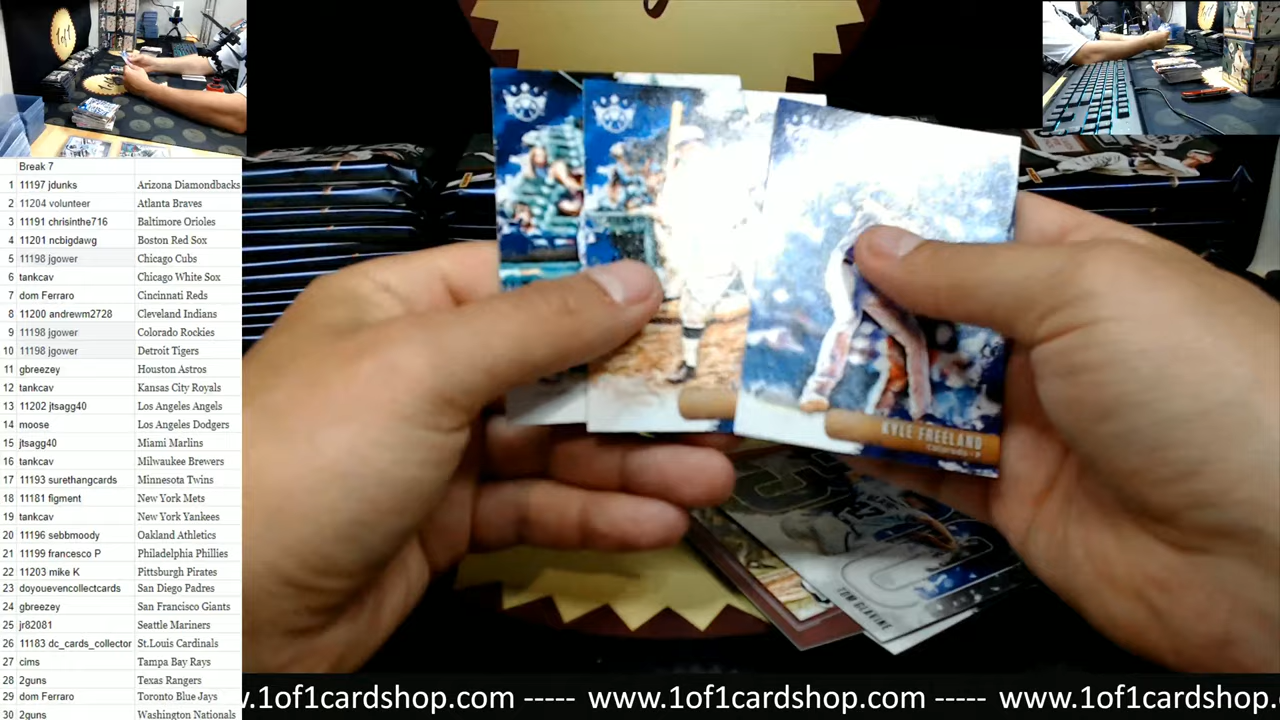 Break 7
1 11197 jdunks Arizona Diamondbacks
2 11204 volunteer Atlanta Braves
3 11191 chrisinthe716 Baltimore Orioles
4 11201 ncbigdawg Boston Red Sox
5 11198 jgower Chicago Cubs
6 tankcav Chicago White Sox
7 dom Ferraro Cincinnati Reds
8 11200 andrewm2728 Cleveland Indians
9 11198 jgower Colorado Rockies
10 11198 jgower Detroit Tigers
11 gbreezey Houston Astros
12 tankcav Kansas City Royals
13 11202 jtsagg40 Los Angeles Angels
14 moose Los Angeles Dodgers
15 jtsagg40 Miami Marlins
16 tankcav Milwaukee Brewers
17 11193 surethangcards Minnesota Twins
18 11181 figment New York Mets
19 tankcav New York Yankees
20 11196 sebbmoody Oakland Athletics
21 11199 francesco P Philadelphia Phillies
22 11203 mike K Pittsburgh Pirates
23 doyouevencollectcards San Diego Padres
24 gbreezey San Francisco Giants
25 jr82081 Seattle Mariners
26 11183 dc_cards_collector St.Louis Cardinals
27 cims Tampa Bay Rays
28 2guns Texas Rangers
29 dom Ferraro Toronto Blue Jays
30 2guns Washington Nationals
KYLE FREELAND
Colorado - P
TOM GLAVINE
.1of1cardshop.com ----- www.1of1cardshop.com ----- www.1of1cardshop.